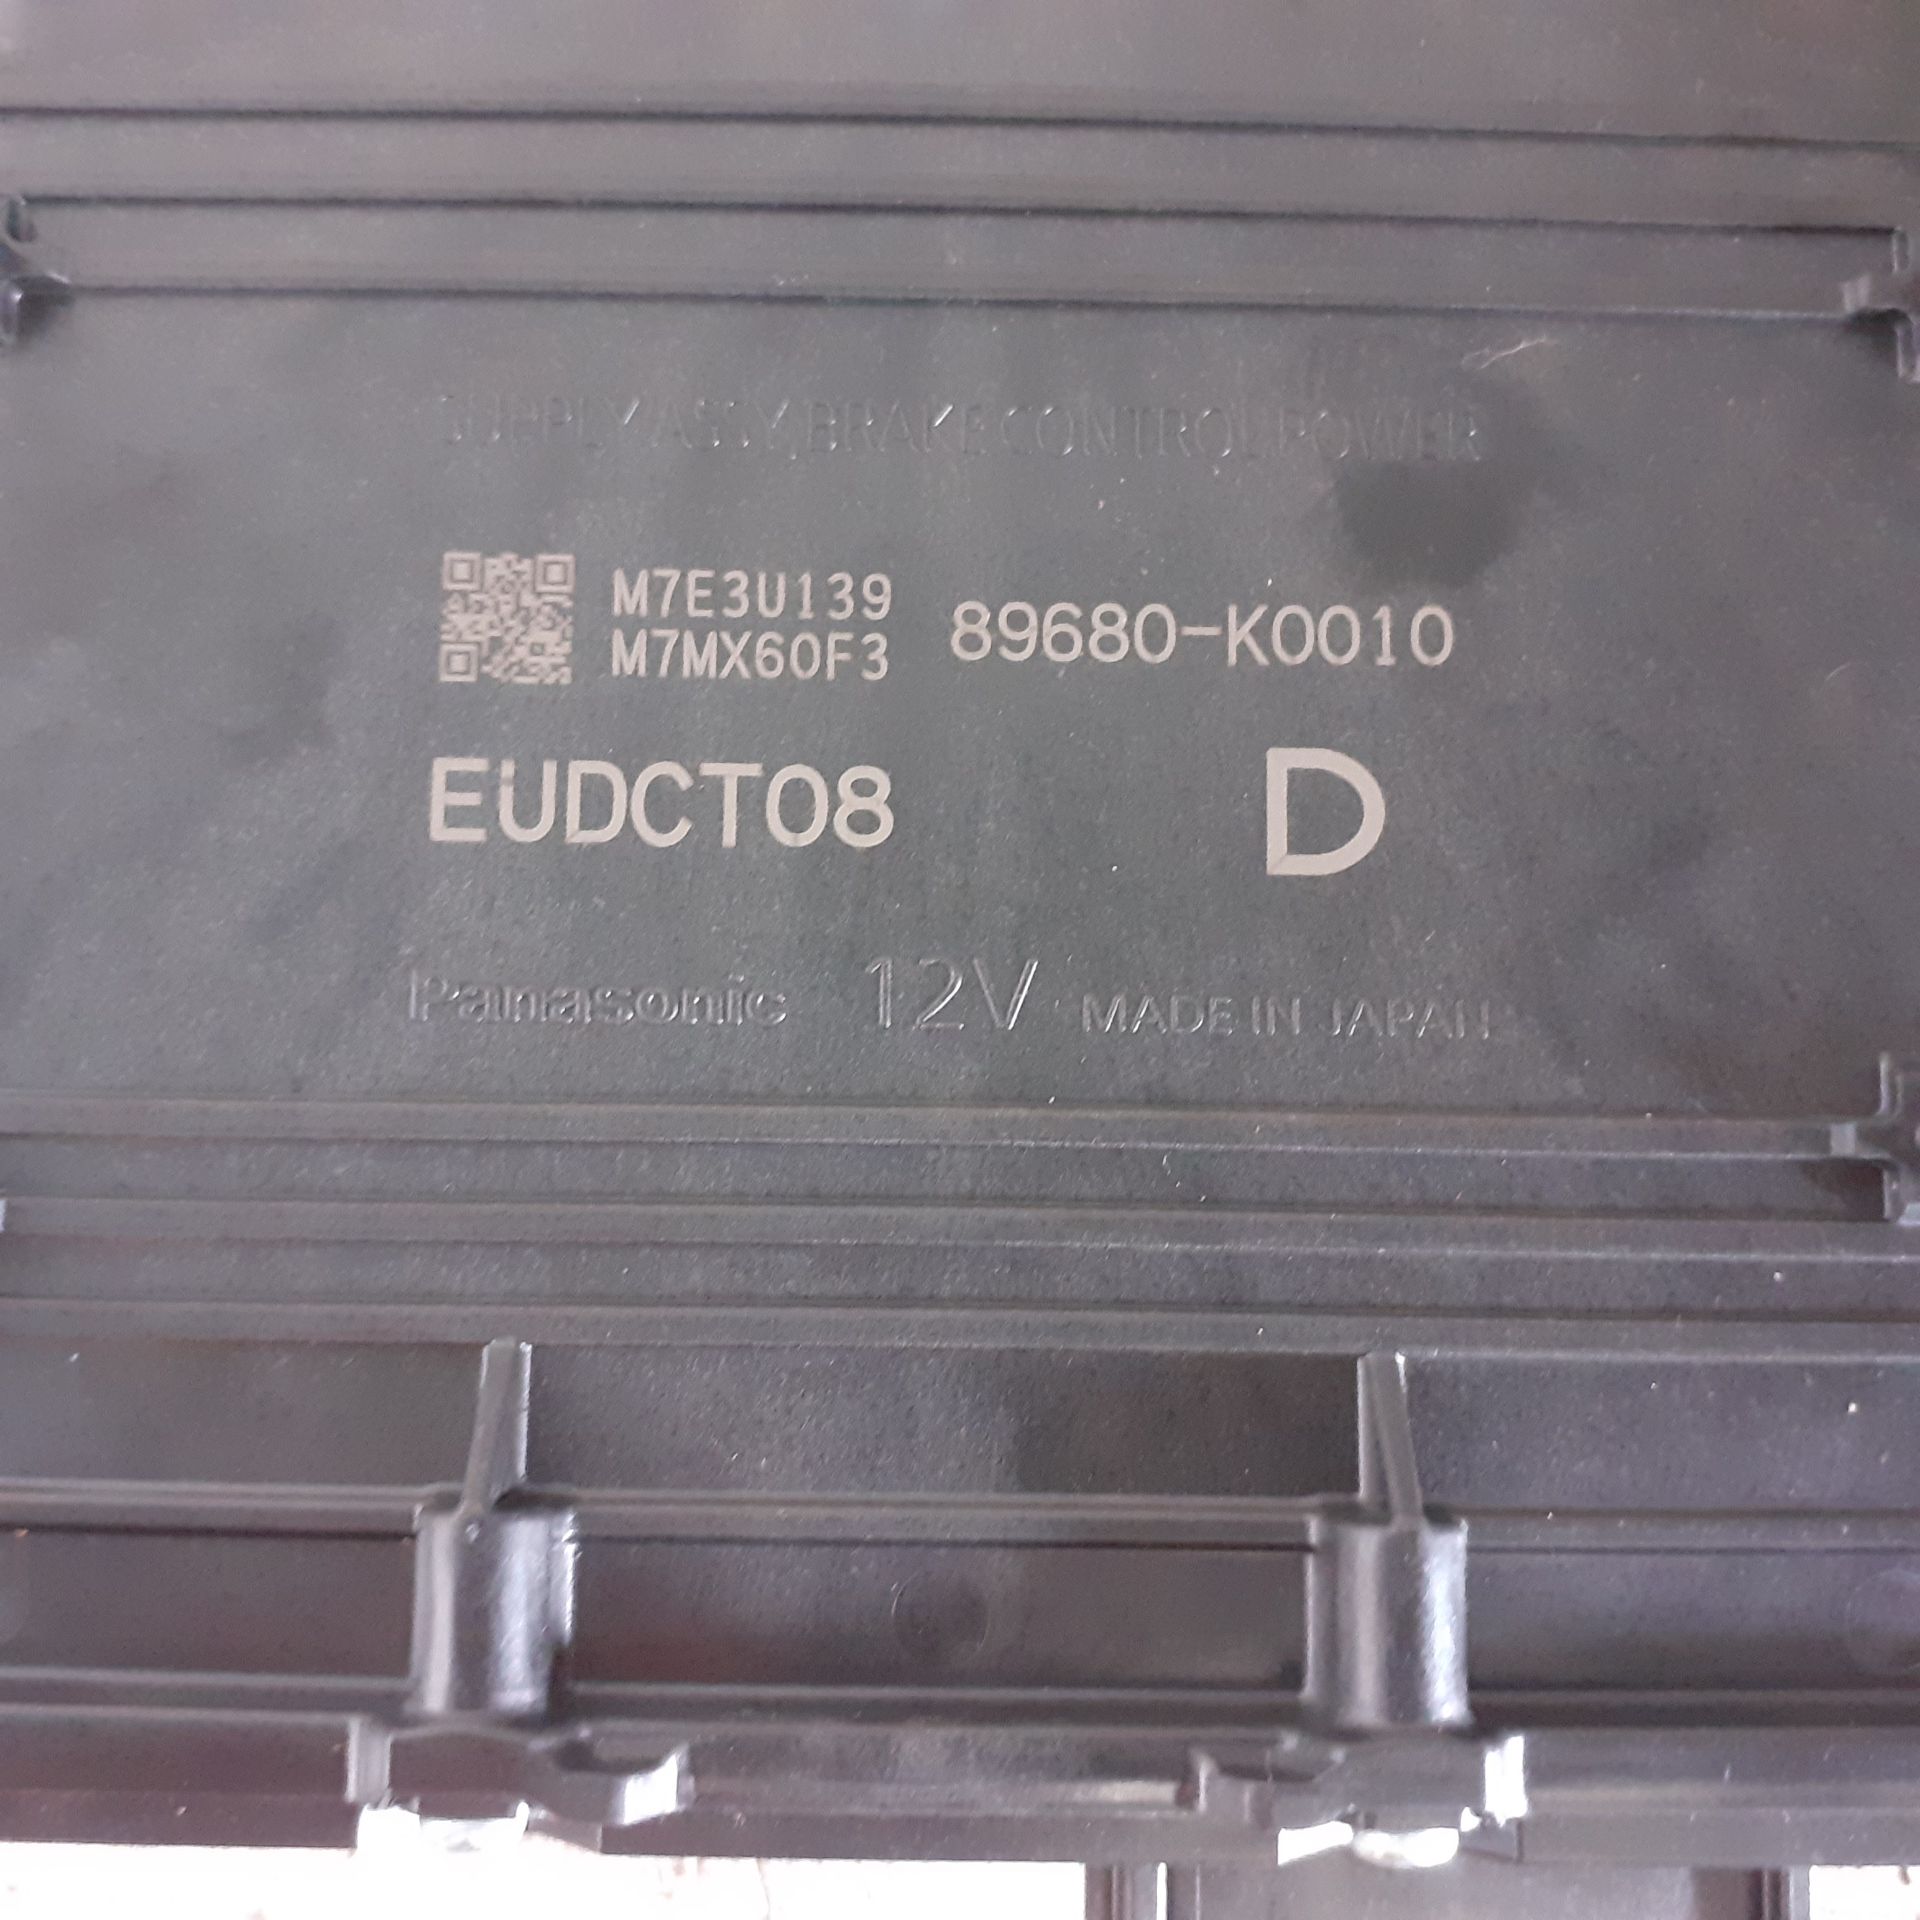 SUPPLY ASSY, BRAKE CONTROL POWER
M7E3U139
M7MX60F3
89680-K0010
EUDCT08 D
Panasonic 12V MADE IN JAPAN